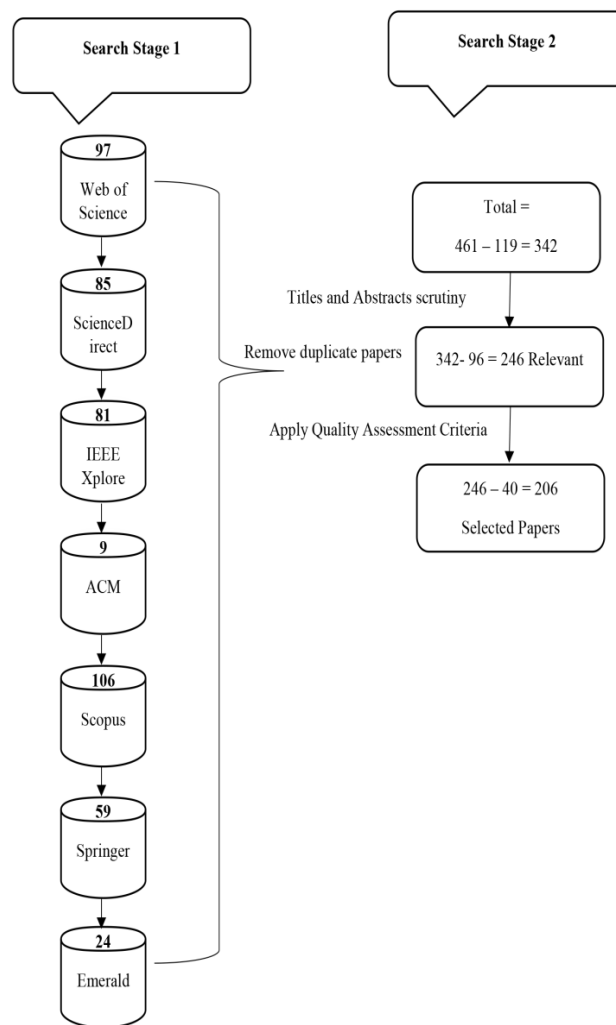 Search Stage 1
97
Web of
Science
85
ScienceD
irect
81
IEEE
Xplore
9
ACM
106
Scopus
59
Springer
24
Emerald
Remove duplicate papers
Search Stage 2
Total =
461 – 119 = 342
Titles and Abstracts scrutiny
342- 96 = 246 Relevant
Apply Quality Assessment Criteria
246 – 40 = 206
Selected Papers